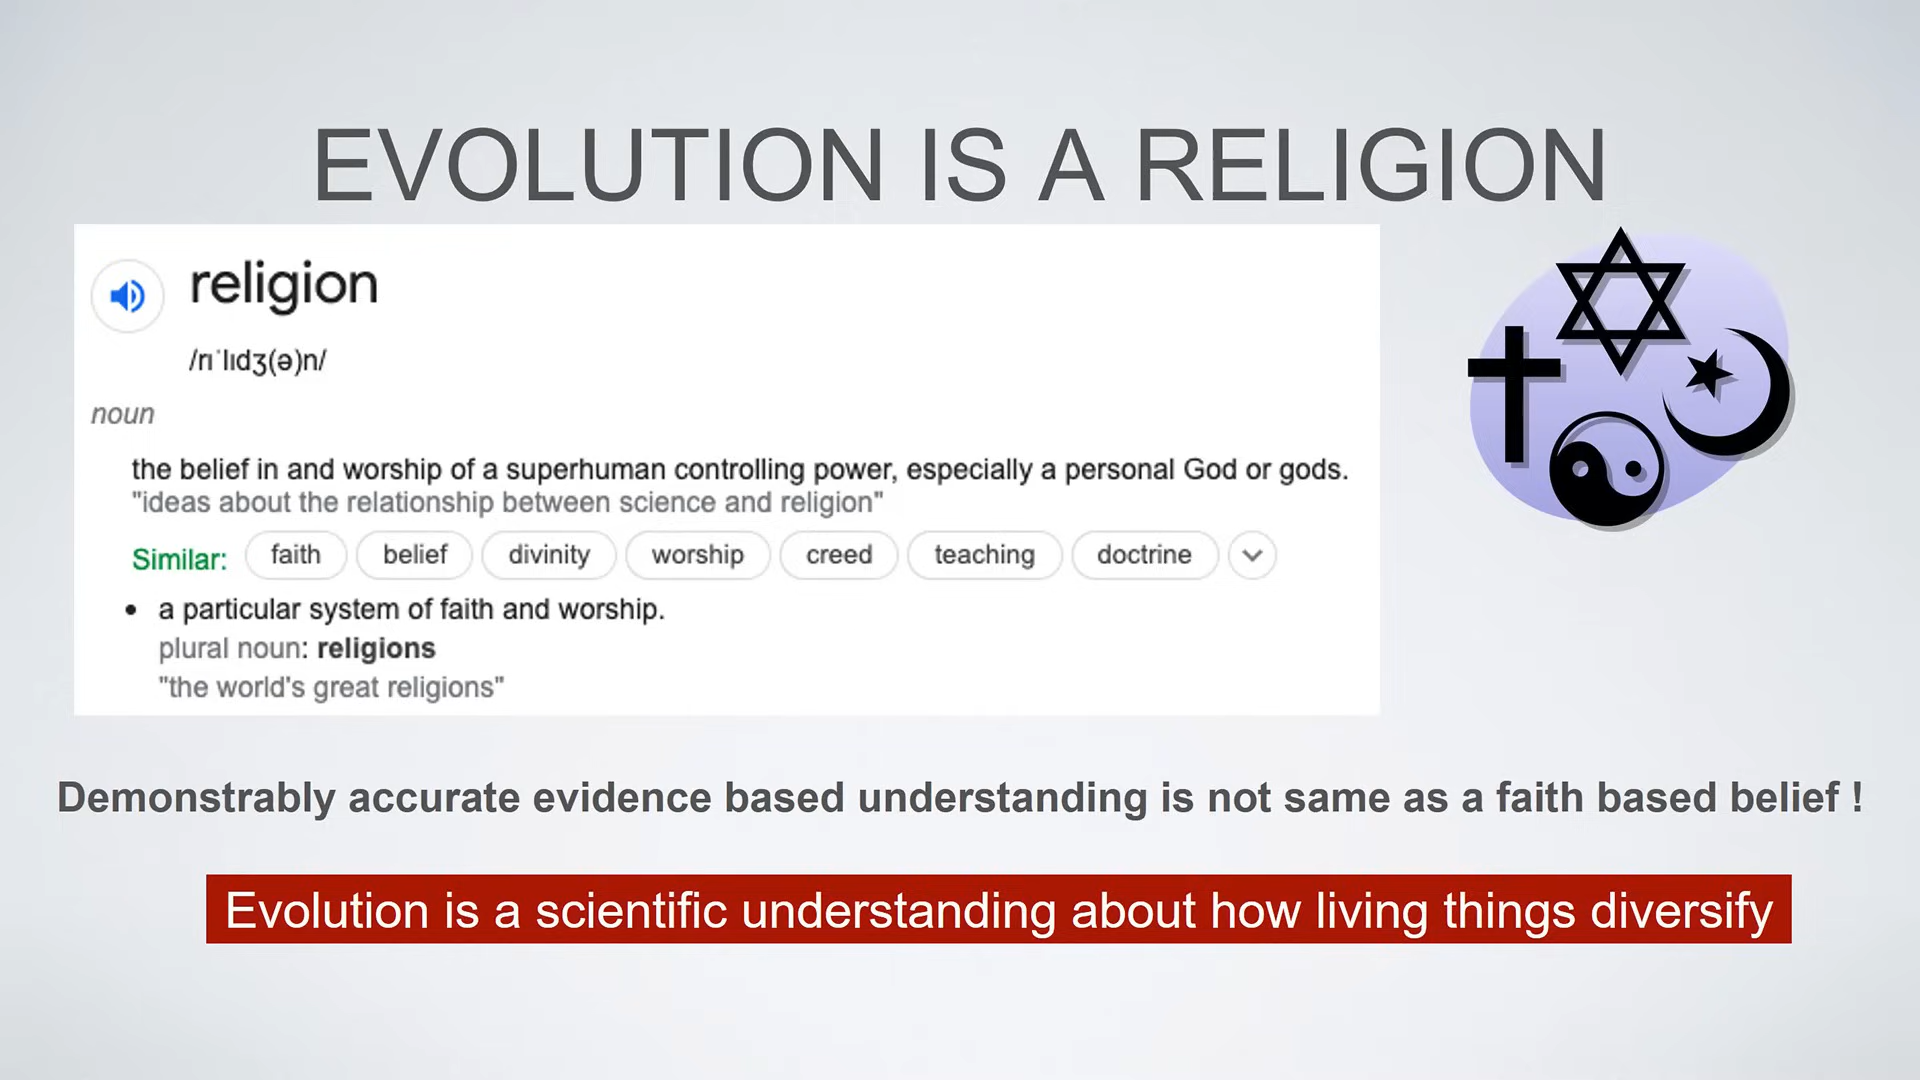 EVOLUTION IS A RELIGION
religion
/rɪˈlɪdʒ(ə)n/
noun
the belief in and worship of a superhuman controlling power, especially a personal God or gods.
"ideas about the relationship between science and religion"
Similar: faith belief divinity worship creed teaching doctrine
• a particular system of faith and worship.
plural noun: religions
"the world's great religions"
Demonstrably accurate evidence based understanding is not same as a faith based belief !
Evolution is a scientific understanding about how living things diversify